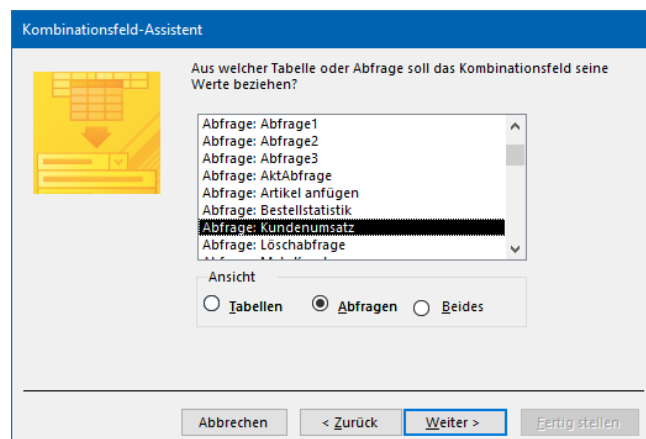 Kombinationsfeld-Assistent
Aus welcher Tabelle oder Abfrage soll das Kombinationsfeld seine
Werte beziehen?
Abfrage: Abfrage1
Abfrage: Abfrage2
Abfrage: Abfrage3
Abfrage: AktAbfrage
Abfrage: Artikel anfügen
Abfrage: Bestellstatistik
Abfrage: Kundenumsatz
Abfrage: Löschabfrage
Ansicht
Tabellen Abfragen Beides
Abbrechen < Zurück Weiter > Fertig stellen